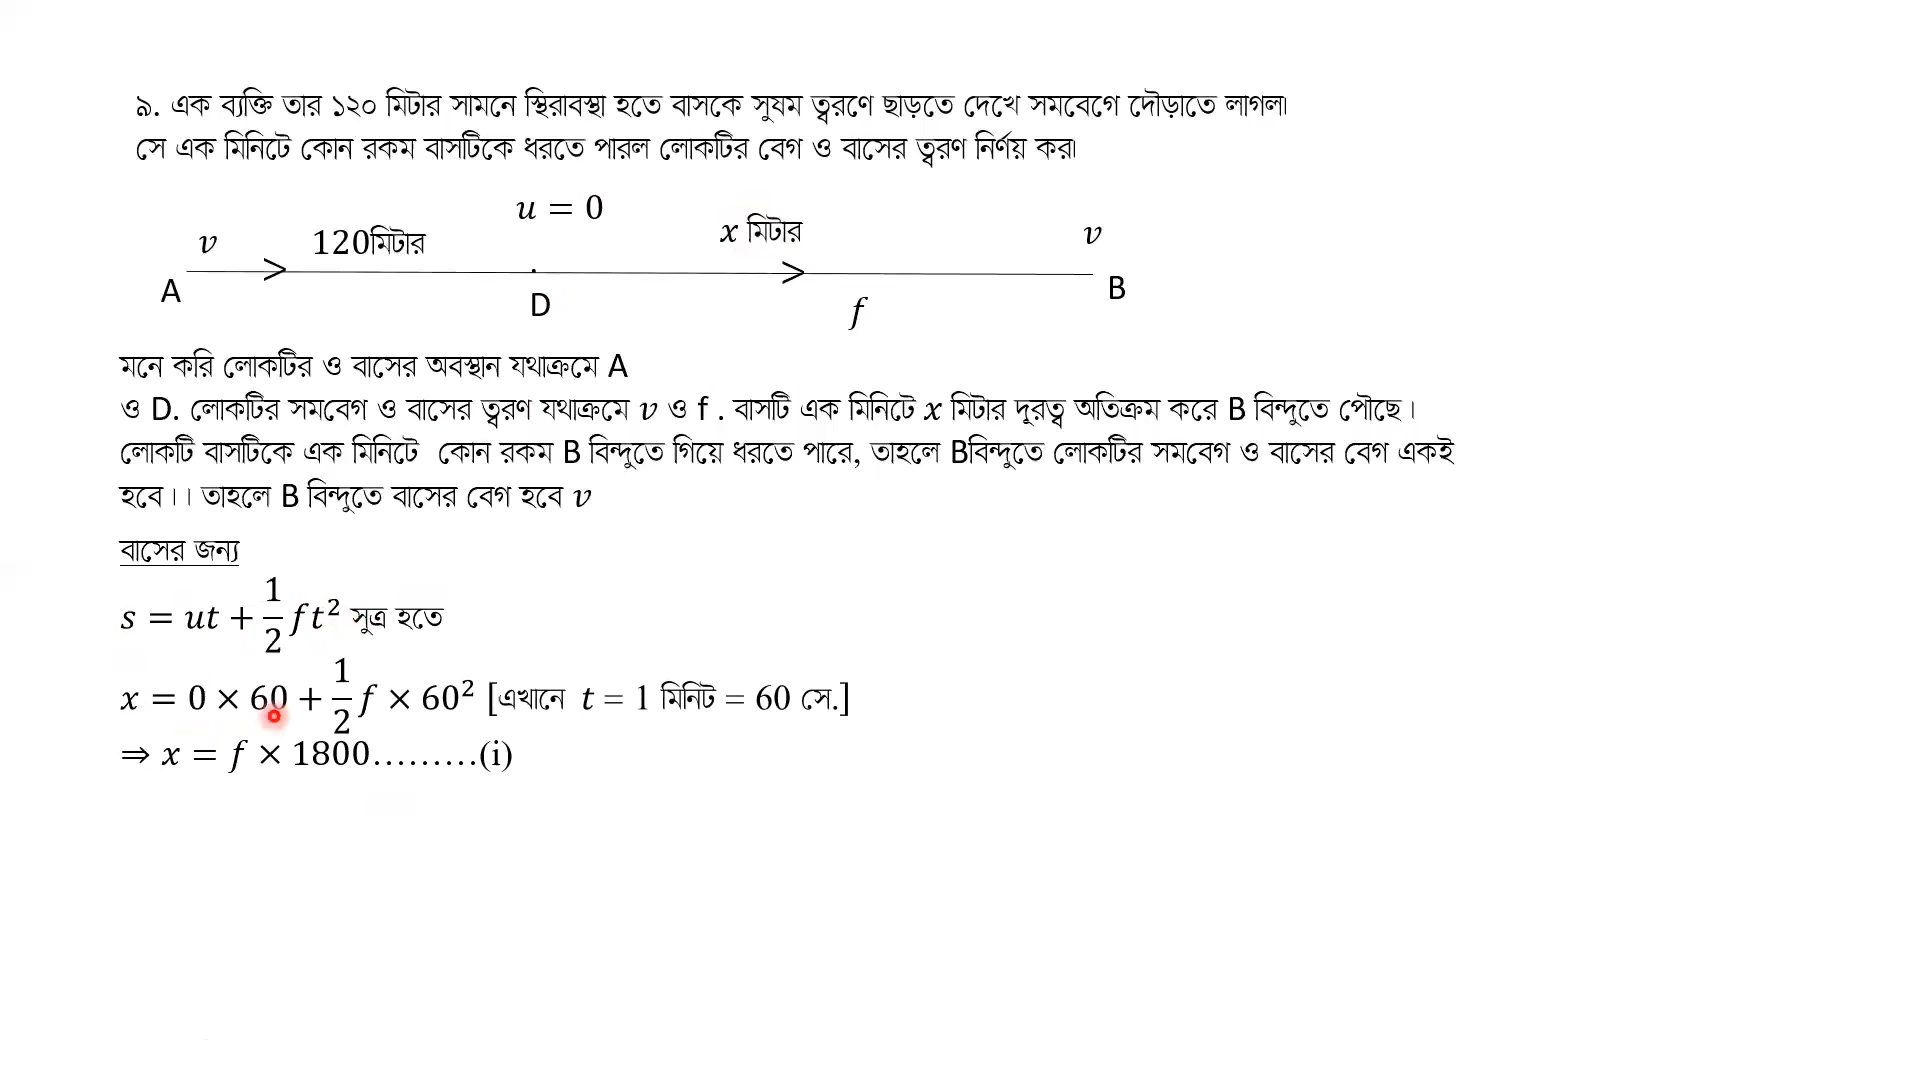 ৯. এক ব্যক্তি তার ১২০ মিটার সামনে স্থিরাবস্থা হতে বাসকে সুষম ত্বরণে ছাড়তে দেখে সমবেগে দৌড়াতে লাগল।
সে এক মিনিটে কোন রকম বাসটিকে ধরতে পারল লোকটির বেগ ও বাসের ত্বরণ নির্ণয় কর।
u = 0
v 120মিটার x মিটার v
A D f B
মনে করি লোকটির ও বাসের অবস্থান যথাক্রমে A
ও D. লোকটির সমবেগ ও বাসের ত্বরণ যথাক্রমে v ও f . বাসটি এক মিনিটে x মিটার দূরত্ব অতিক্রম করে B বিন্দুতে পৌছে।
লোকটি বাসটিকে এক মিনিটে কোন রকম B বিন্দুতে গিয়ে ধরতে পারে, তাহলে Bবিন্দুতে লোকটির সমবেগ ও বাসের বেগ একই
হবে।। তাহলে B বিন্দুতে বাসের বেগ হবে v
বাসের জন্য
s = ut + 1/2 ft² সুত্র হতে
x = 0 × 60 + 1/2 f × 60² [এখানে t = 1 মিনিট = 60 সে.]
⇒ x = f × 1800.........(i)